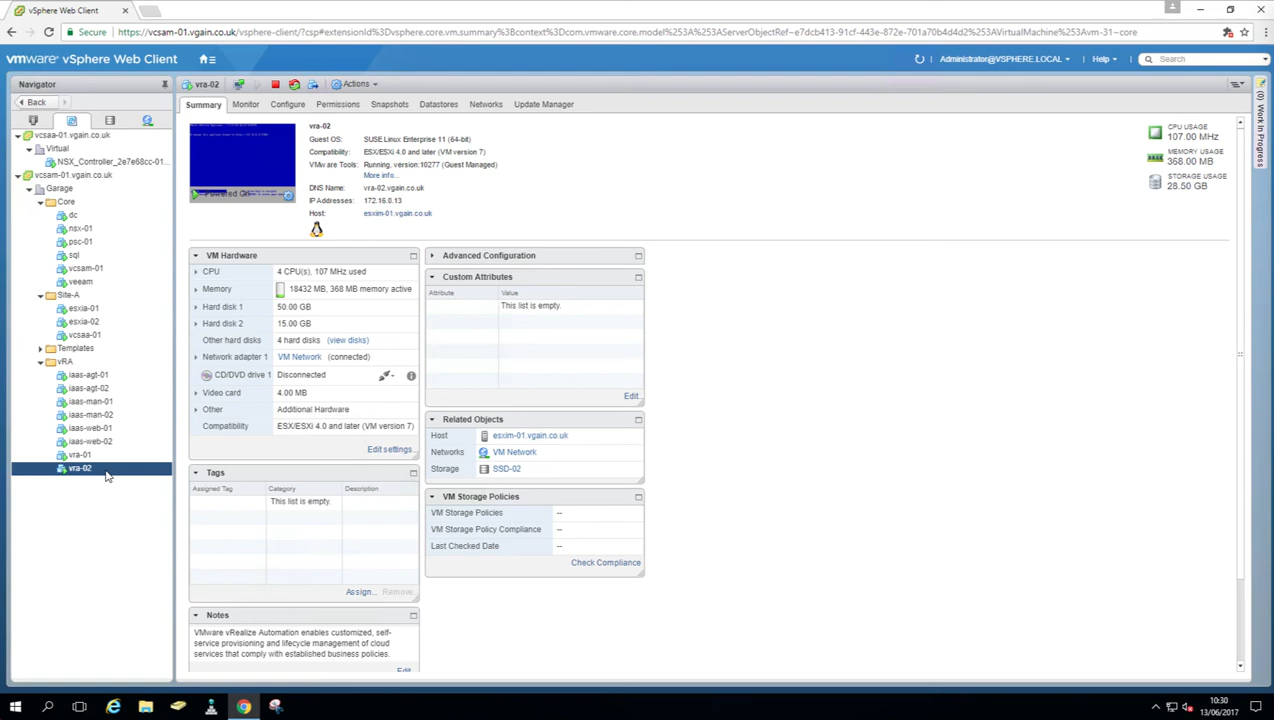 vSphere Web Client
Secure
https://vcsam-01.vgain.co.uk/vsphere-client/?csp#extensionId%3Dvsphere.core.vm.summary%3Bcontext%3Dcom.vmware.core.model%253A%253AServerObjectRef~e7dcb413-91cf-443e-872e-701a70b4d4d2%253AVirtualMachine%253Avm-31~core
vmware® vSphere Web Client
Administrator@VSPHERE.LOCAL
Help
Search
Navigator
vra-02
Actions
Back
Summary
Monitor
Configure
Permissions
Snapshots
Datastores
Networks
Update Manager
(0) Work In Progress
vcsaa-01.vgain.co.uk
Virtual
NSX_Controller_2e7e68cc-01...
vcsam-01.vgain.co.uk
Garage
Core
dc
nsx-01
psc-01
sql
vcsam-01
veeam
Site-A
esxia-01
esxia-02
vcsaa-01
Templates
vRA
iaas-agt-01
iaas-agt-02
iaas-man-01
iaas-man-02
iaas-web-01
iaas-web-02
vra-01
vra-02
vra-02
Guest OS: SUSE Linux Enterprise 11 (64-bit)
Compatibility: ESX/ESXi 4.0 and later (VM version 7)
VMware Tools: Running, version:10277 (Guest Managed)
More info...
DNS Name: vra-02.vgain.co.uk
IP Addresses: 172.16.0.13
Host: esxim-01.vgain.co.uk
Powered On
CPU USAGE
107.00 MHz
MEMORY USAGE
368.00 MB
STORAGE USAGE
28.50 GB
VM Hardware
CPU 4 CPU(s), 107 MHz used
Memory 18432 MB, 368 MB memory active
Hard disk 1 50.00 GB
Hard disk 2 15.00 GB
Other hard disks 4 hard disks (view disks)
Network adapter 1 VM Network (connected)
CD/DVD drive 1 Disconnected
Video card 4.00 MB
Other Additional Hardware
Compatibility ESX/ESXi 4.0 and later (VM version 7)
Edit settings...
Tags
Assigned Tag Category Description
This list is empty.
Assign... Remove
Notes
VMware vRealize Automation enables customized, self-
service provisioning and lifecycle management of cloud
services that comply with established business policies.
Edit
Advanced Configuration
Custom Attributes
Attribute Value
This list is empty.
Edit...
Related Objects
Host esxim-01.vgain.co.uk
Networks VM Network
Storage SSD-02
VM Storage Policies
VM Storage Policies --
VM Storage Policy Compliance --
Last Checked Date --
Check Compliance
10:30
13/06/2017